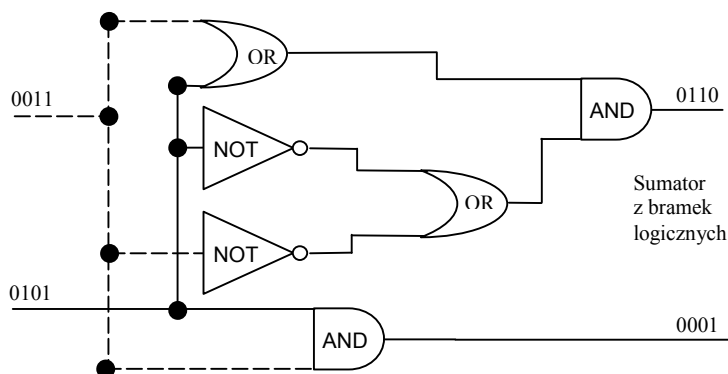 OR
0011
AND
0110
NOT
OR
Sumator
z bramek
logicznych
NOT
0101
AND
0001